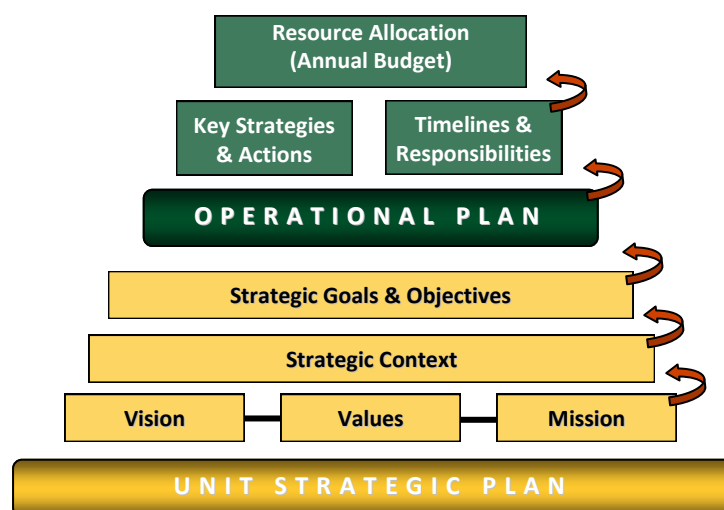 Resource Allocation
(Annual Budget)
Key Strategies
& Actions
Timelines &
Responsibilities
OPERATIONAL PLAN
Strategic Goals & Objectives
Strategic Context
Vision
Values
Mission
UNIT STRATEGIC PLAN